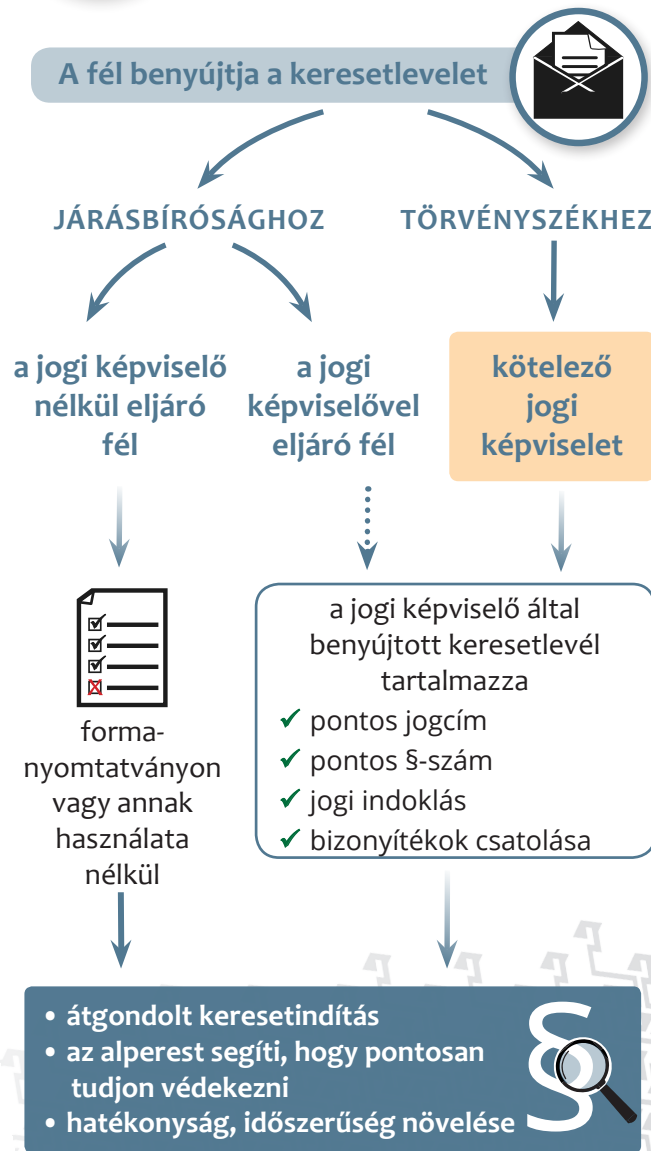 A fél benyújtja a keresetlevelet
JÁRÁSBÍRÓSÁGHOZ
TÖRVÉNYSZÉKHEZ
a jogi képviselő
nélkül eljáró
fél
a jogi
képviselővel
eljáró fél
kötelező
jogi
képviselet
forma-
nyomtatványon
vagy annak
használata
nélkül
a jogi képviselő által
benyújtott keresetlevél
tartalmazza
✓ pontos jogcím
✓ pontos §-szám
✓ jogi indoklás
✓ bizonyítékok csatolása
• átgondolt keresetindítás
• az alperest segíti, hogy pontosan
tudjon védekezni
• hatékonyság, időszerűség növelése
§